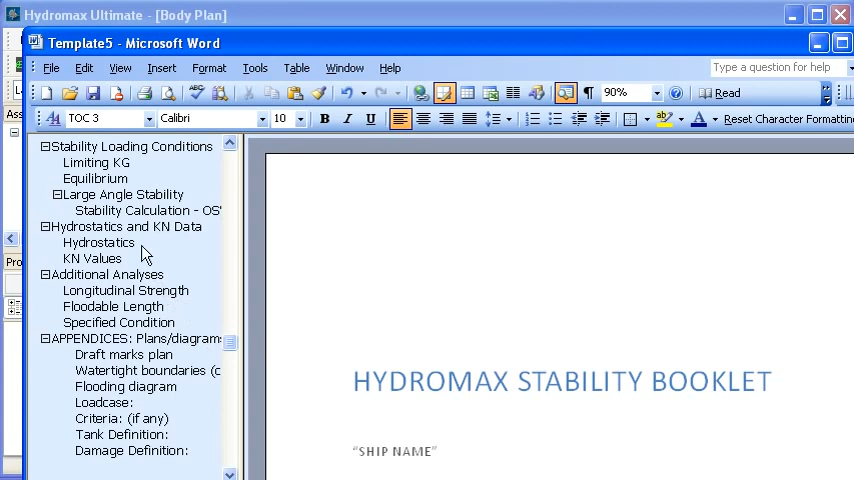 Hydromax Ultimate - [Body Plan]
Template5 - Microsoft Word
File Edit View Insert Format Tools Table Window Help
Type a question for help
90%
Read
TOC 3
Calibri
10
B I U
A
Reset Character Formatting
Ass
Pro
Stability Loading Conditions
Limiting KG
Equilibrium
Large Angle Stability
Stability Calculation - OS'
Hydrostatics and KN Data
Hydrostatics
KN Values
Additional Analyses
Longitudinal Strength
Floodable Length
Specified Condition
APPENDICES: Plans/diagrams
Draft marks plan
Watertight boundaries (c
Flooding diagram
Loadcase:
Criteria: (if any)
Tank Definition:
Damage Definition:
HYDROMAX STABILITY BOOKLET
“SHIP NAME”